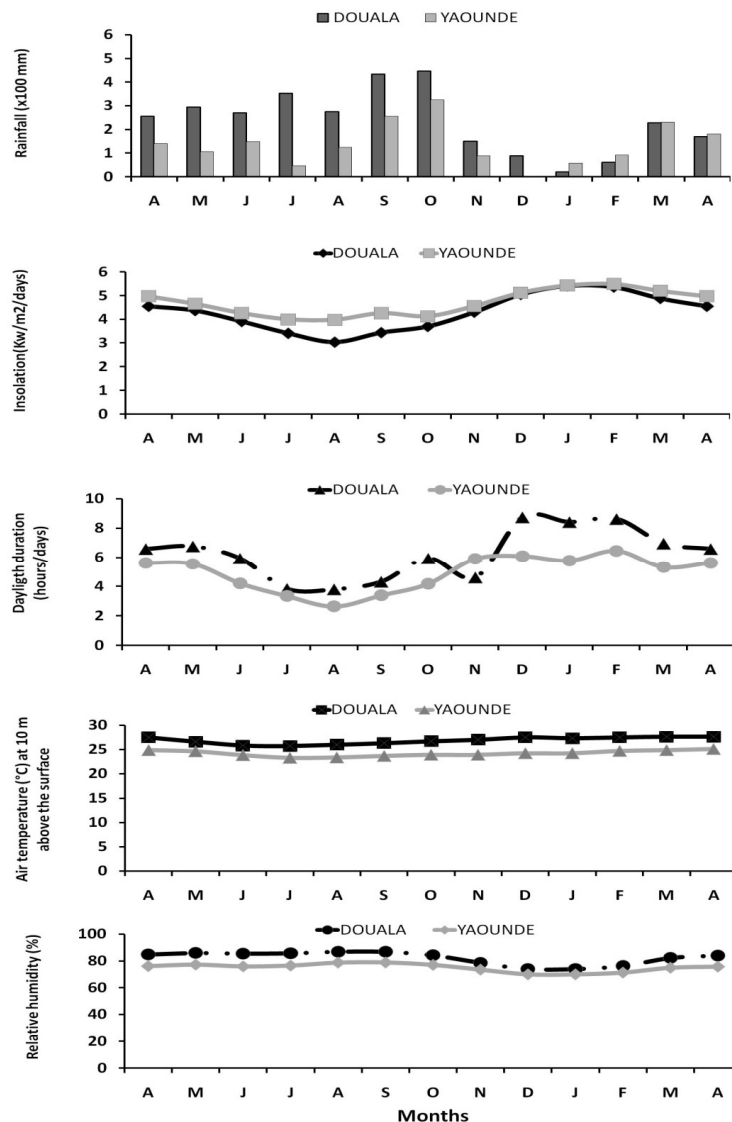 DOUALA YAOUNDE
Rainfall (x100 mm)
6
5
4
3
2
1
0
A M J J A S O N D J F M A
DOUALA YAOUNDE
Insolation(Kw/m2/days)
6
5
4
3
2
1
0
A M J J A S O N D J F M A
DOUALA YAOUNDE
Dayligth duration
(hours/days)
10
8
6
4
2
0
A M J J A S O N D J F M A
DOUALA YAOUNDE
Air temperature (°C) at 10 m
above the surface
30
25
20
15
10
5
0
A M J J A S O N D J F M A
DOUALA YAOUNDE
Relative humidity (%)
100
80
60
40
20
0
A M J J A S O N D J F M A
Months